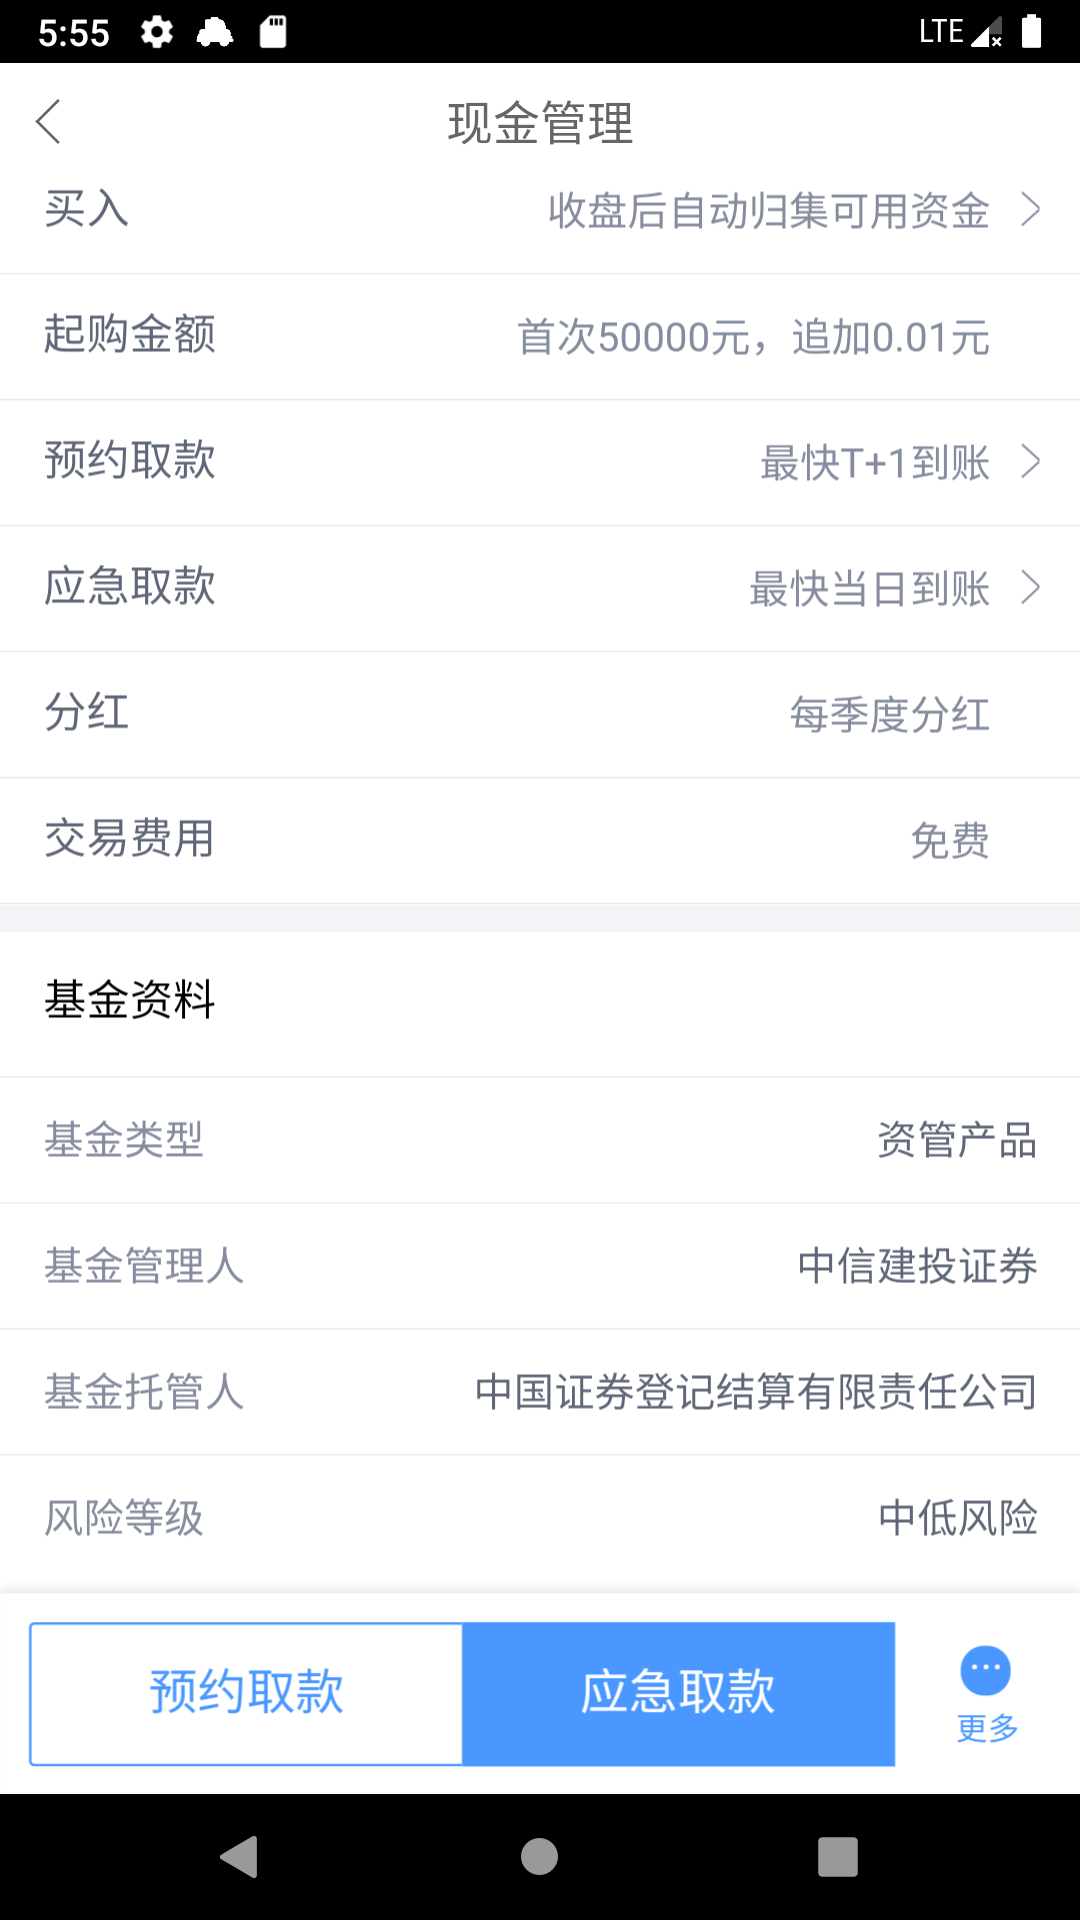 5:55
LTE
现金管理
买入
收盘后自动归集可用资金
起购金额
首次50000元，追加0.01元
预约取款
最快T+1到账
应急取款
最快当日到账
分红
每季度分红
交易费用
免费
基金资料
基金类型
资管产品
基金管理人
中信建投证券
基金托管人
中国证券登记结算有限责任公司
风险等级
中低风险
预约取款
应急取款
更多